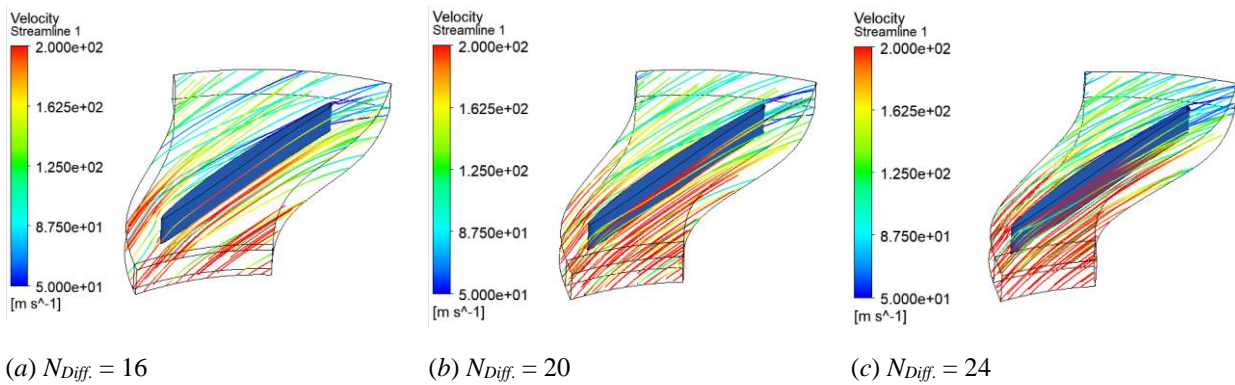 Velocity
Streamline 1
2.000e+02
1.625e+02
1.250e+02
8.750e+01
5.000e+01
[m s^-1]
(a) N_Diff. = 16
Velocity
Streamline 1
2.000e+02
1.625e+02
1.250e+02
8.750e+01
5.000e+01
[m s^-1]
(b) N_Diff. = 20
Velocity
Streamline 1
2.000e+02
1.625e+02
1.250e+02
8.750e+01
5.000e+01
[m s^-1]
(c) N_Diff. = 24